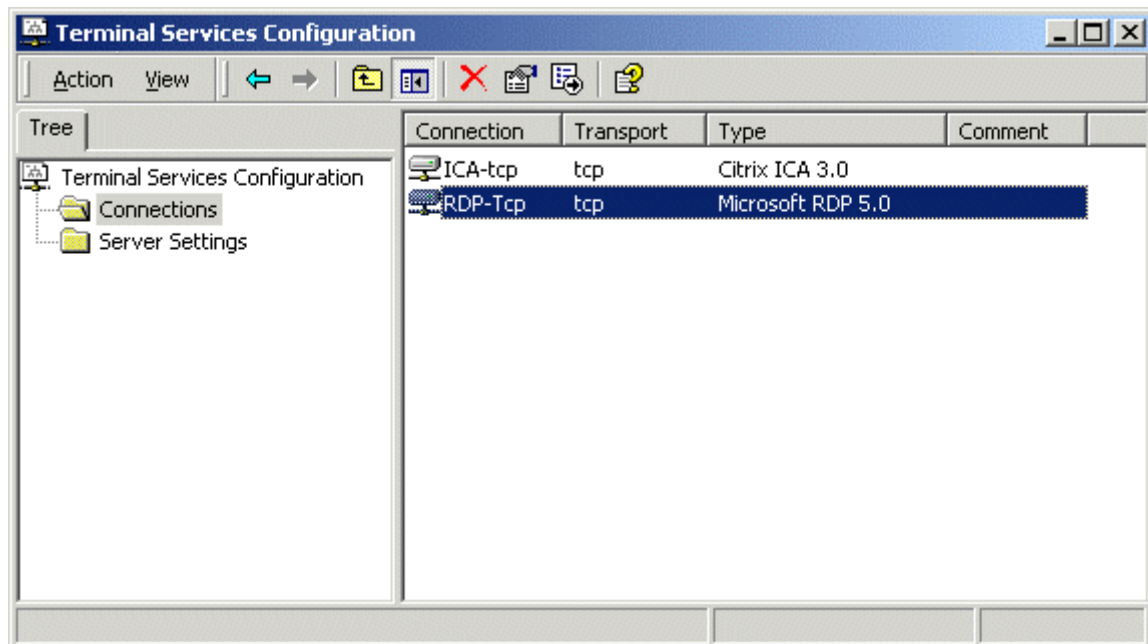 Terminal Services Configuration
Action View
Tree
Terminal Services Configuration
Connections
Server Settings
Connection Transport Type Comment
ICA-tcp tcp Citrix ICA 3.0
RDP-Tcp tcp Microsoft RDP 5.0